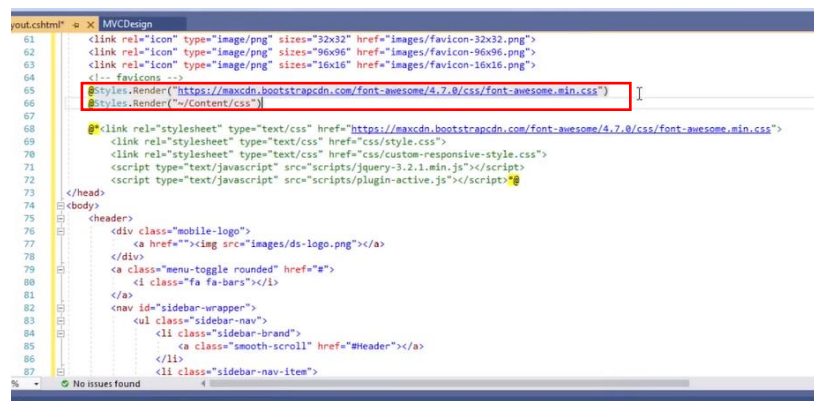 yout.cshtml* MVCDesign
61 <link rel="icon" type="image/png" sizes="32x32" href="images/favicon-32x32.png">
62 <link rel="icon" type="image/png" sizes="96x96" href="images/favicon-96x96.png">
63 <link rel="icon" type="image/png" sizes="16x16" href="images/favicon-16x16.png">
64 <!-- favicons -->
65 @Styles.Render("https://maxcdn.bootstrapcdn.com/font-awesome/4.7.0/css/font-awesome.min.css")
66 @Styles.Render("~/Content/css")
67
68 @*<link rel="stylesheet" type="text/css" href="https://maxcdn.bootstrapcdn.com/font-awesome/4.7.0/css/font-awesome.min.css">
69 <link rel="stylesheet" type="text/css" href="css/style.css">
70 <link rel="stylesheet" type="text/css" href="css/custom-responsive-style.css">
71 <script type="text/javascript" src="scripts/jquery-3.2.1.min.js"></script>
72 <script type="text/javascript" src="scripts/plugin-active.js"></script>*@
73 </head>
74 <body>
75 <header>
76 <div class="mobile-logo">
77 <a href=""><img src="images/ds-logo.png"></a>
78 </div>
79 <a class="menu-toggle rounded" href="#">
80 <i class="fa fa-bars"></i>
81 </a>
82 <nav id="sidebar-wrapper">
83 <ul class="sidebar-nav">
84 <li class="sidebar-brand">
85 <a class="smooth-scroll" href="#Header"></a>
86 </li>
87 <li class="sidebar-nav-item">
% No issues found